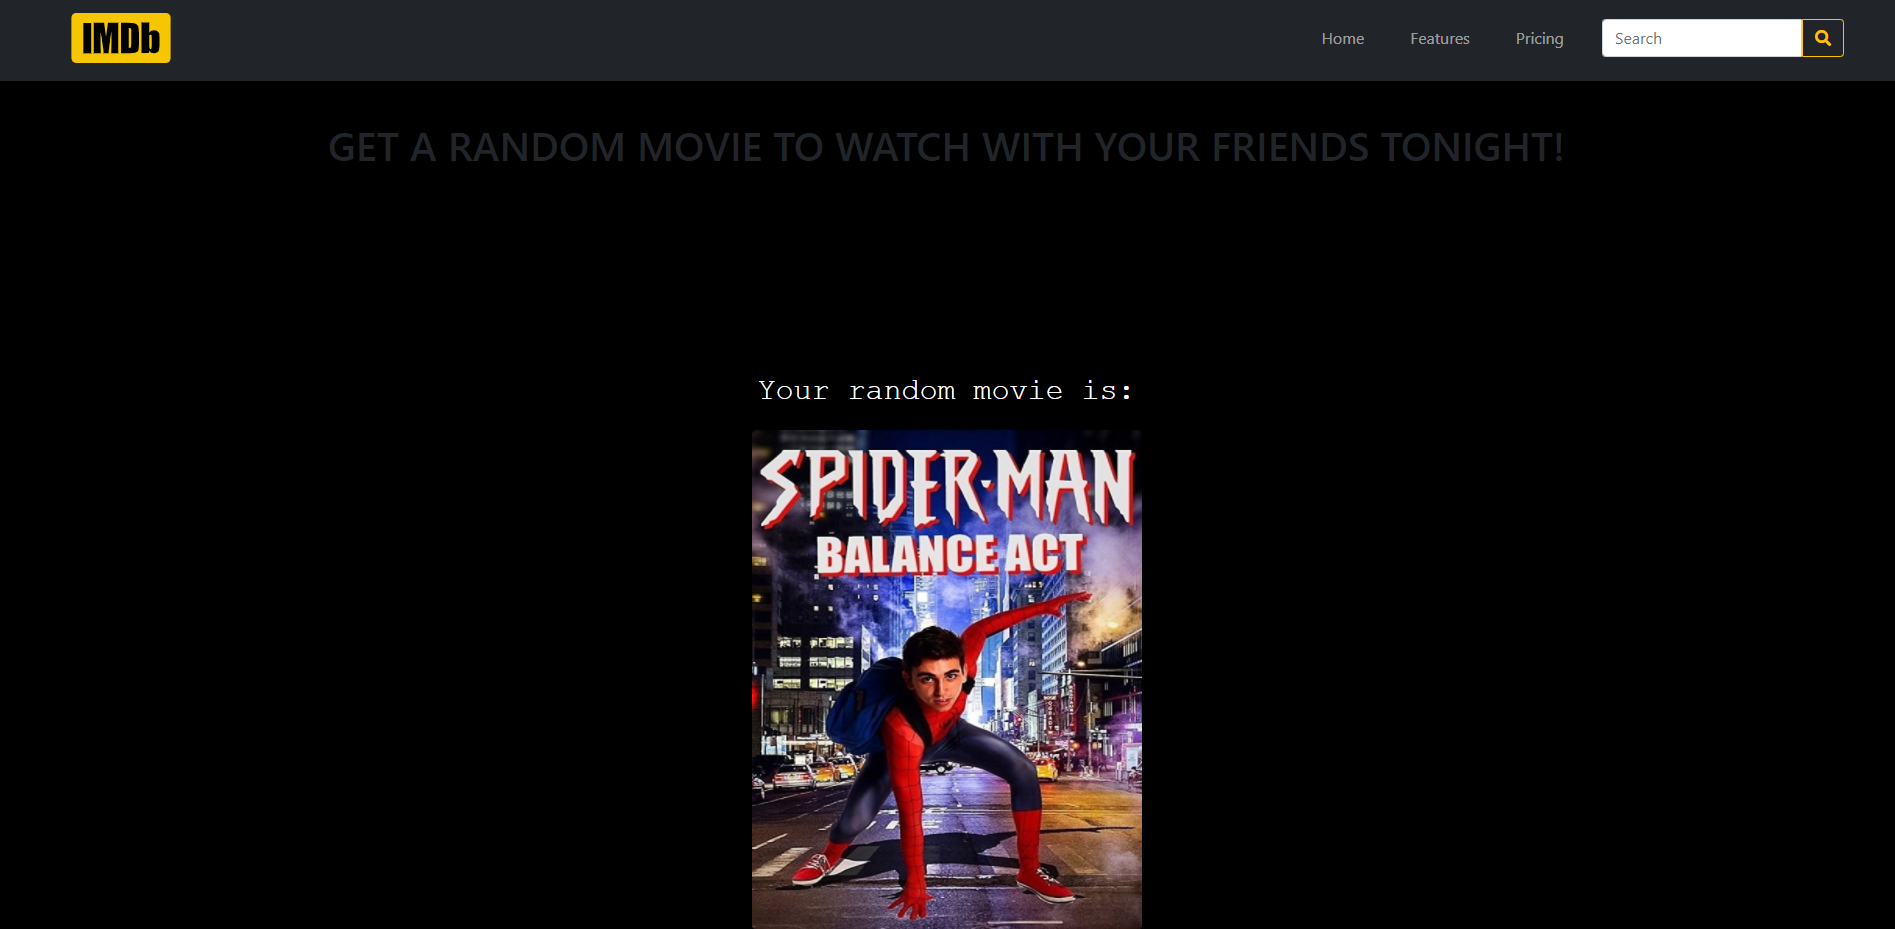 IMDb
Home Features Pricing Search
GET A RANDOM MOVIE TO WATCH WITH YOUR FRIENDS TONIGHT!
Your random movie is:
SPIDER-MAN
BALANCE ACT